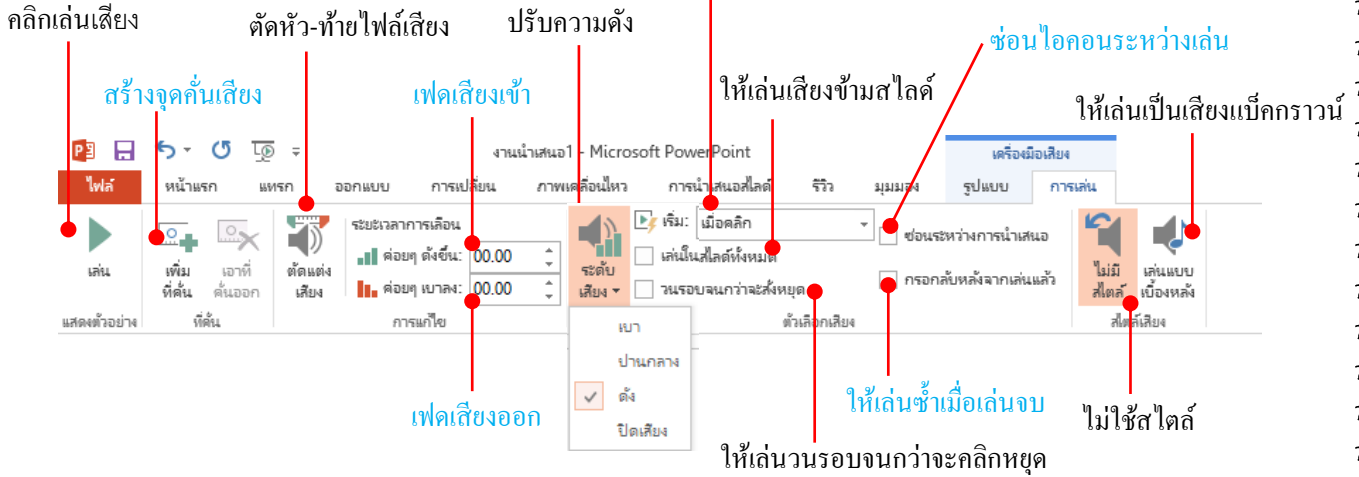 คลิกเล่นเสียง
ตัดหัว-ท้ายไฟล์เสียง
ปรับความดัง
ซ่อนไอคอนระหว่างเล่น
สร้างจุดคั่นเสียง
เฟดเสียงเข้า
ให้เล่นเสียงข้ามสไลด์
ให้เล่นเป็นเสียงแบ็คกราวน์
งานนำเสนอ1 - Microsoft PowerPoint
เครื่องมือเสียง
ไฟล์ หน้าแรก แทรก ออกแบบ การเปลี่ยน ภาพเคลื่อนไหว การนำเสนอสไลด์ รีวิว มุมมอง รูปแบบ การเล่น
เล่น
แสดงตัวอย่าง
เพิ่ม
ที่คั่น
เอาที่
คั่นออก
ที่คั่น
ตัดแต่ง
เสียง
ระยะเวลาการเลือน
ค่อยๆ ดังขึ้น: 00.00
ค่อยๆ เบาลง: 00.00
การแก้ไข
ระดับ
เสียง
เริ่ม: เมื่อคลิก
เล่นในสไลด์ทั้งหมด
วนรอบจนกว่าจะสั่งหยุด
ซ่อนระหว่างการนำเสนอ
กรอกลับหลังจากเล่นแล้ว
ตัวเลือกเสียง
ไม่มี
สไตล์
เล่นแบบ
เบื้องหลัง
สไตล์เสียง
เบา
ปานกลาง
ดัง
ปิดเสียง
เฟดเสียงออก
ให้เล่นซ้ำเมื่อเล่นจบ
ไม่ใช้สไตล์
ให้เล่นวนรอบจนกว่าจะคลิกหยุด